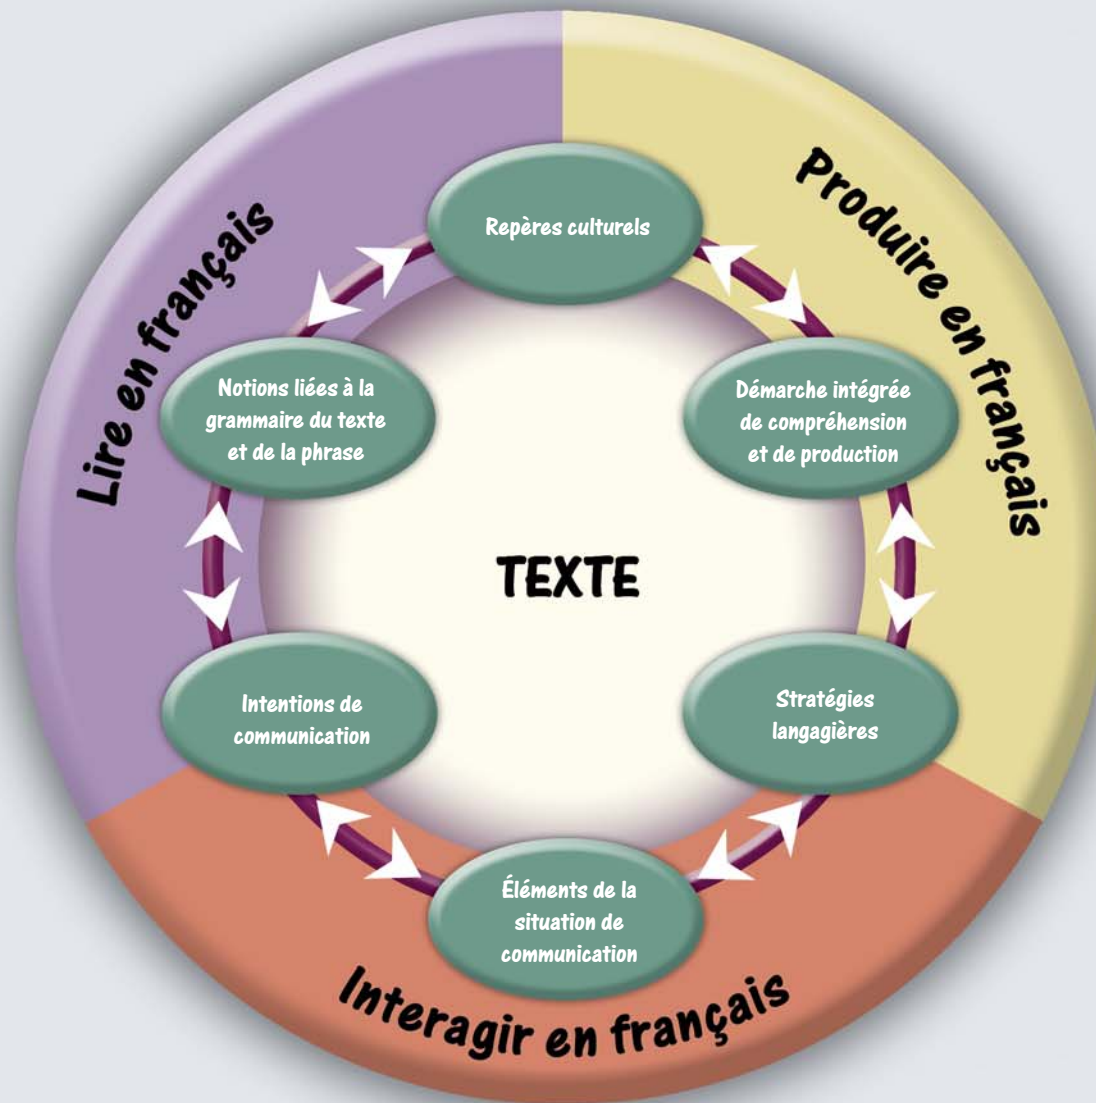 Lire en français
Produire en français
Repères culturels
Notions liées à la
grammaire du texte
et de la phrase
Démarche intégrée
de compréhension
et de production
TEXTE
Intentions de
communication
Stratégies
langagières
Éléments de la
situation de
communication
Interagir en français